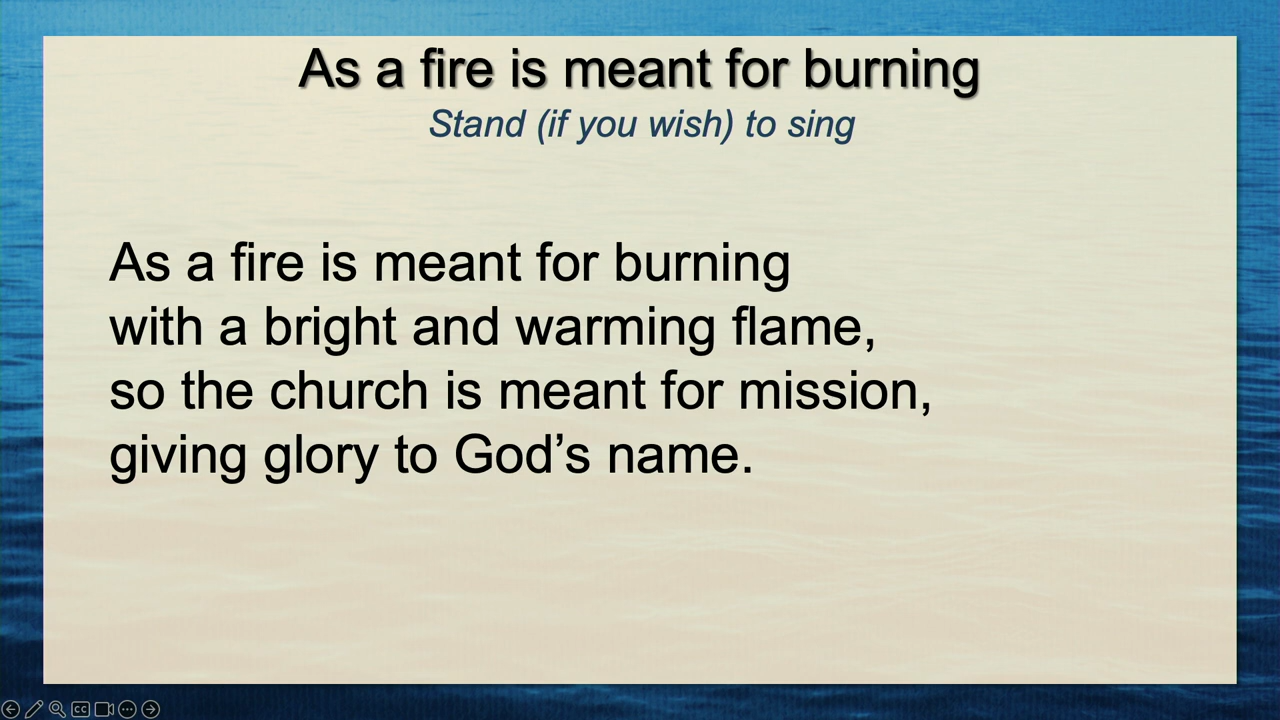 As a fire is meant for burning
Stand (if you wish) to sing
As a fire is meant for burning
with a bright and warming flame,
so the church is meant for mission,
giving glory to God’s name.
CC